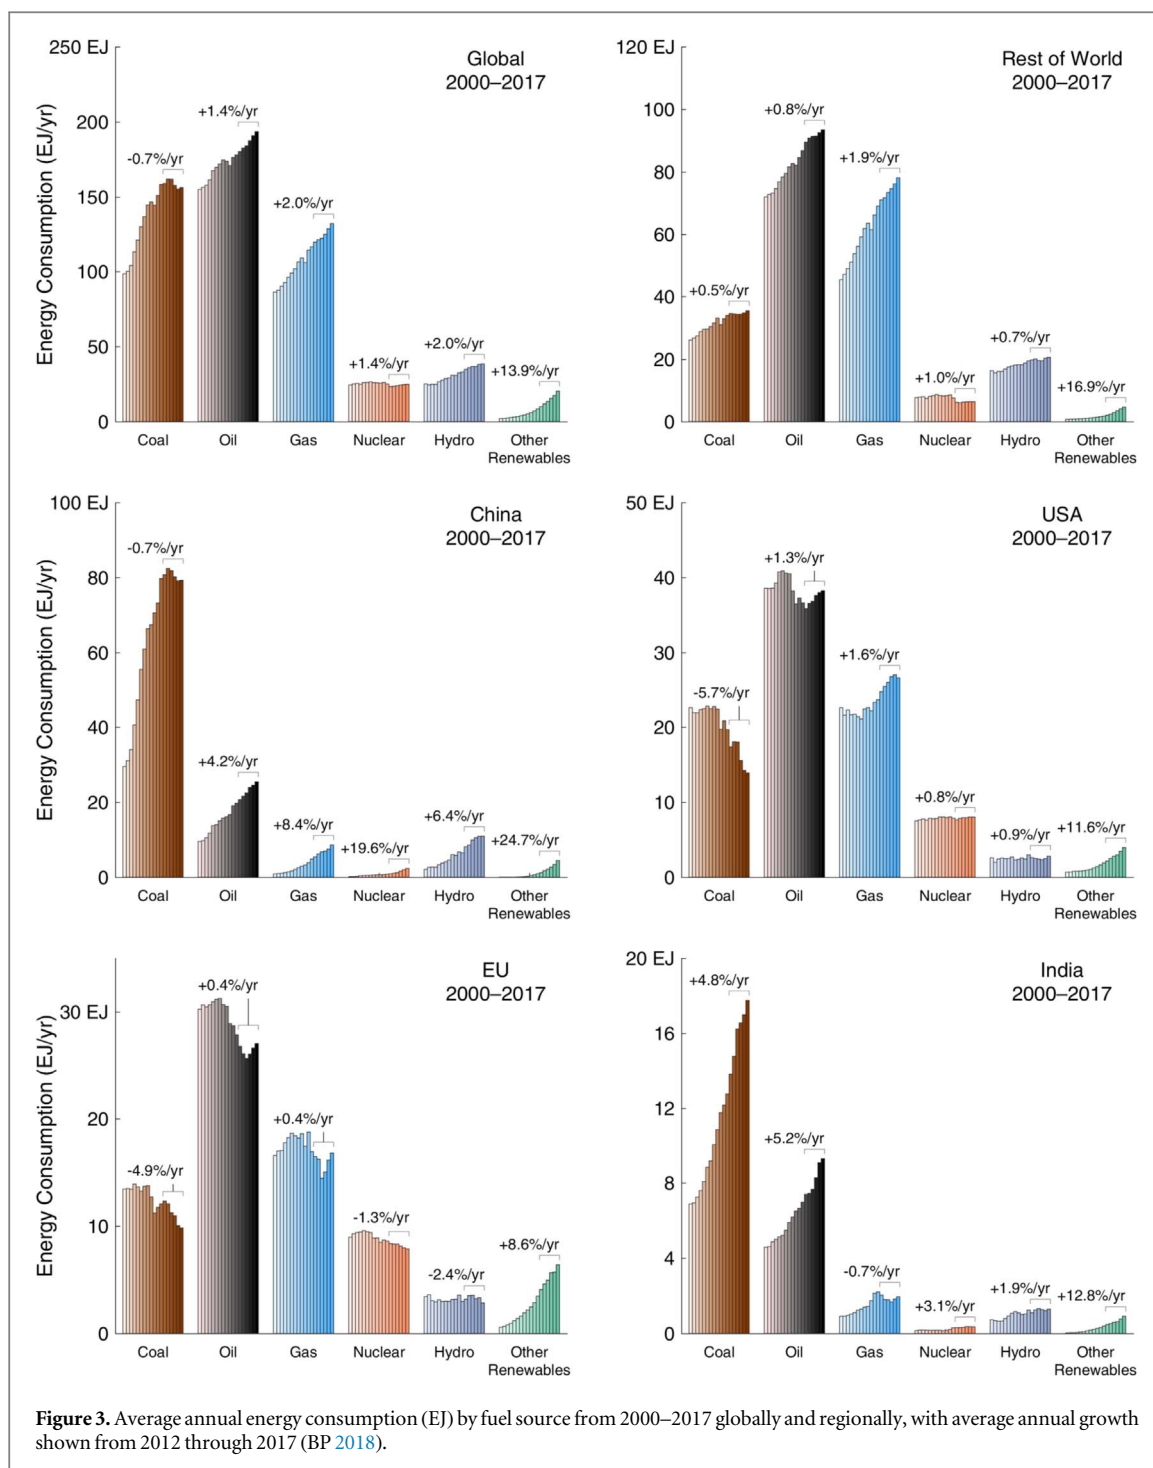 250 EJ
200
150
100
50
0
Energy Consumption (EJ/yr)
Global
2000–2017
-0.7%/yr
+1.4%/yr
+2.0%/yr
+1.4%/yr
+2.0%/yr
+13.9%/yr
Coal
Oil
Gas
Nuclear
Hydro
Other
Renewables
120 EJ
100
80
60
40
20
0
Rest of World
2000–2017
+0.5%/yr
+0.8%/yr
+1.9%/yr
+1.0%/yr
+0.7%/yr
+16.9%/yr
Coal
Oil
Gas
Nuclear
Hydro
Other
Renewables
100 EJ
80
60
40
20
0
Energy Consumption (EJ/yr)
China
2000–2017
-0.7%/yr
+4.2%/yr
+8.4%/yr
+19.6%/yr
+6.4%/yr
+24.7%/yr
Coal
Oil
Gas
Nuclear
Hydro
Other
Renewables
50 EJ
40
30
20
10
0
USA
2000–2017
-5.7%/yr
+1.3%/yr
+1.6%/yr
+0.8%/yr
+0.9%/yr
+11.6%/yr
Coal
Oil
Gas
Nuclear
Hydro
Other
Renewables
30 EJ
20
10
0
Energy Consumption (EJ/yr)
EU
2000–2017
-4.9%/yr
+0.4%/yr
+0.4%/yr
-1.3%/yr
-2.4%/yr
+8.6%/yr
Coal
Oil
Gas
Nuclear
Hydro
Other
Renewables
20 EJ
16
12
8
4
0
India
2000–2017
+4.8%/yr
+5.2%/yr
-0.7%/yr
+3.1%/yr
+1.9%/yr
+12.8%/yr
Coal
Oil
Gas
Nuclear
Hydro
Other
Renewables
Figure 3. Average annual energy consumption (EJ) by fuel source from 2000–2017 globally and regionally, with average annual growth
shown from 2012 through 2017 (BP 2018).